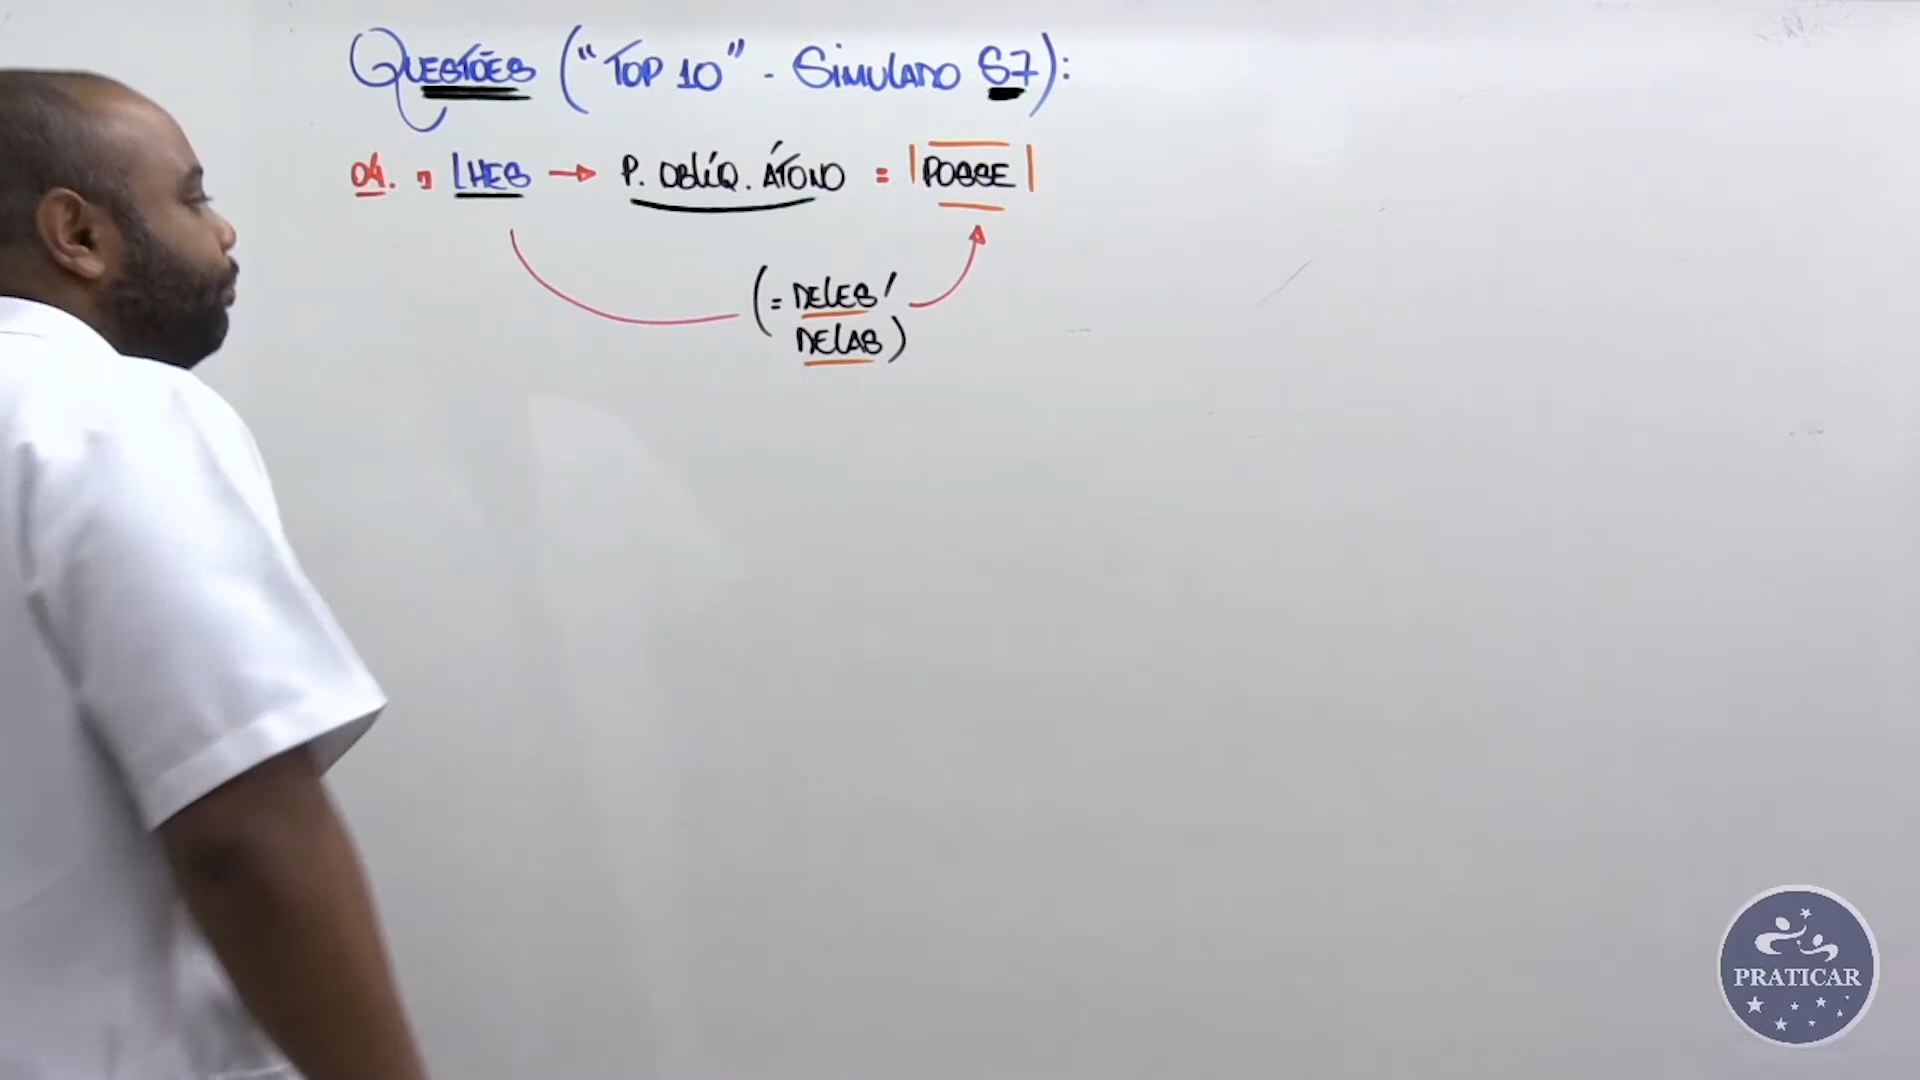 QUESTÕES ("TOP 10" - SIMULADO S7):
04. LHES → P. OBLÍQ. ÁTONO = |POSSE|
(= DELES/
DELAS)
PRATICAR